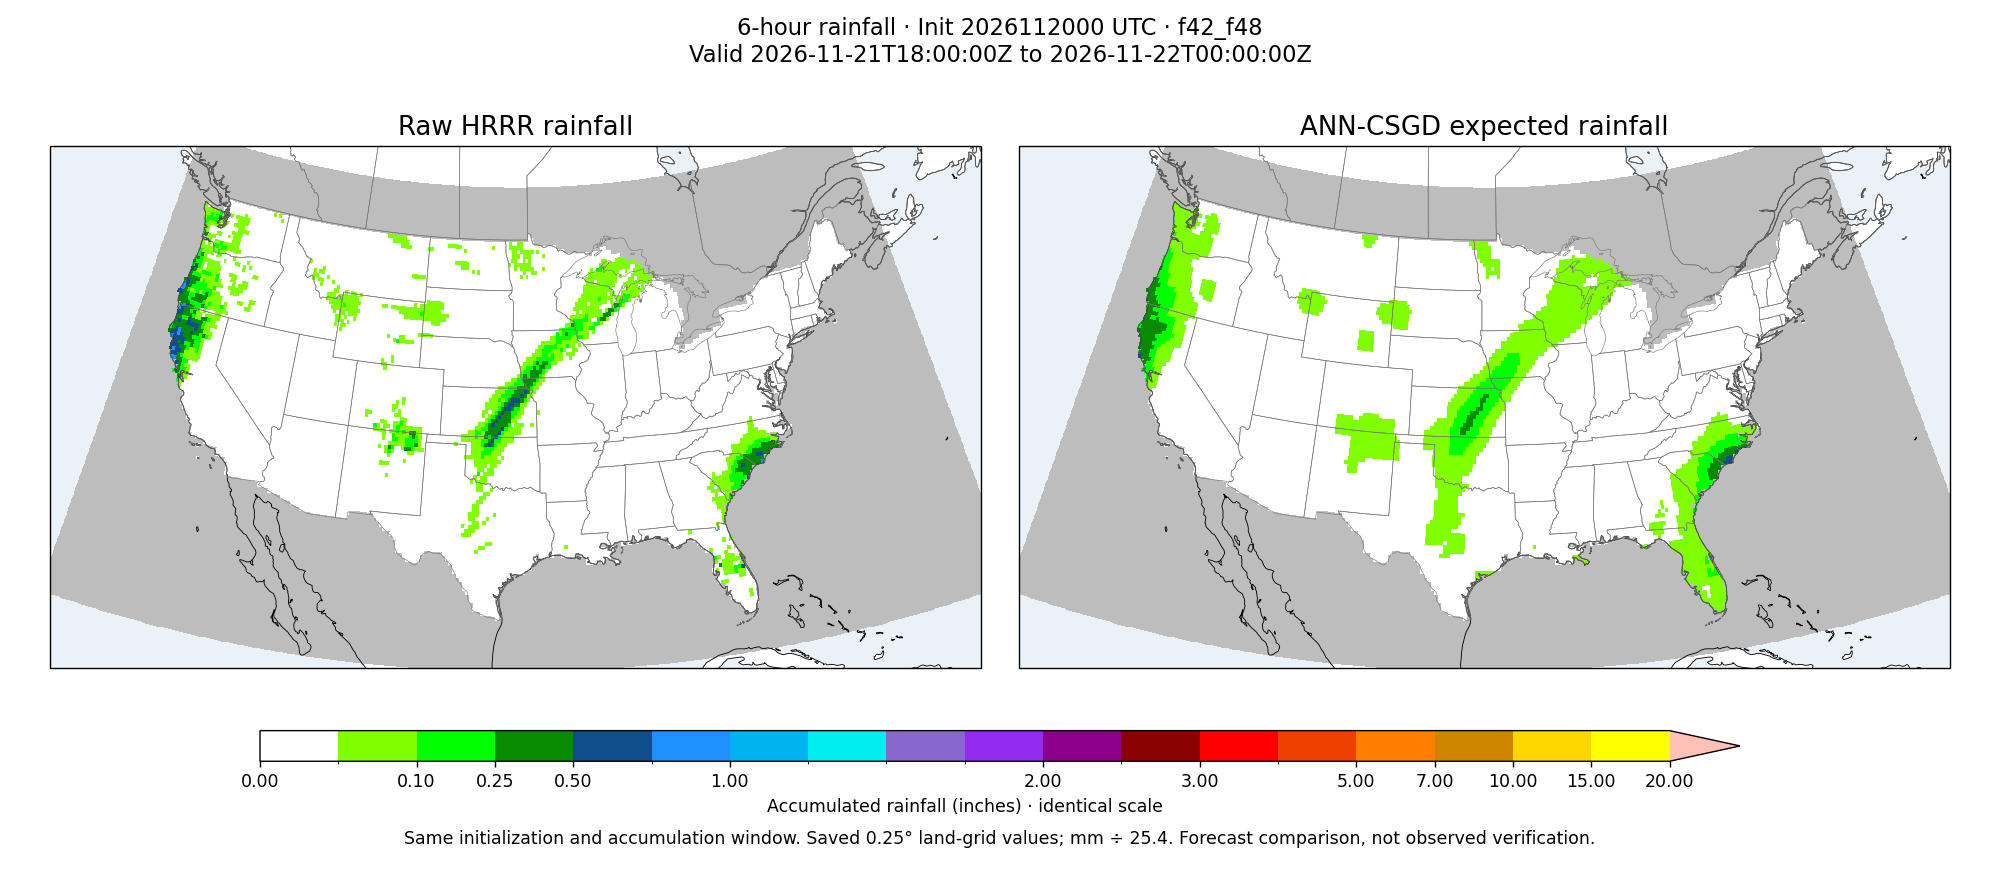 6-hour rainfall · Init 2026112000 UTC · f42_f48
Valid 2026-11-21T18:00:00Z to 2026-11-22T00:00:00Z
Raw HRRR rainfall
ANN-CSGD expected rainfall
0.00 0.10 0.25 0.50 1.00 2.00 3.00 5.00 7.00 10.00 15.00 20.00
Accumulated rainfall (inches) · identical scale
Same initialization and accumulation window. Saved 0.25° land-grid values; mm ÷ 25.4. Forecast comparison, not observed verification.